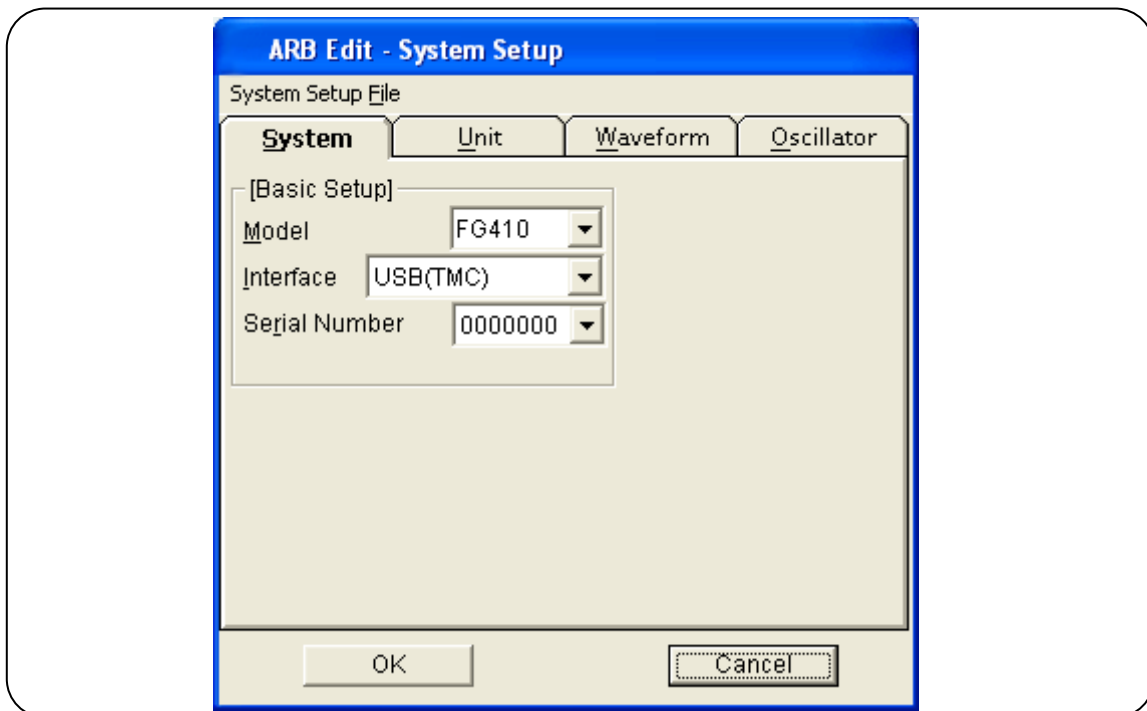 ARB Edit - System Setup
System Setup File
System Unit Waveform Oscillator
[Basic Setup]
Model FG410
Interface USB(TMC)
Serial Number 0000000
OK Cancel